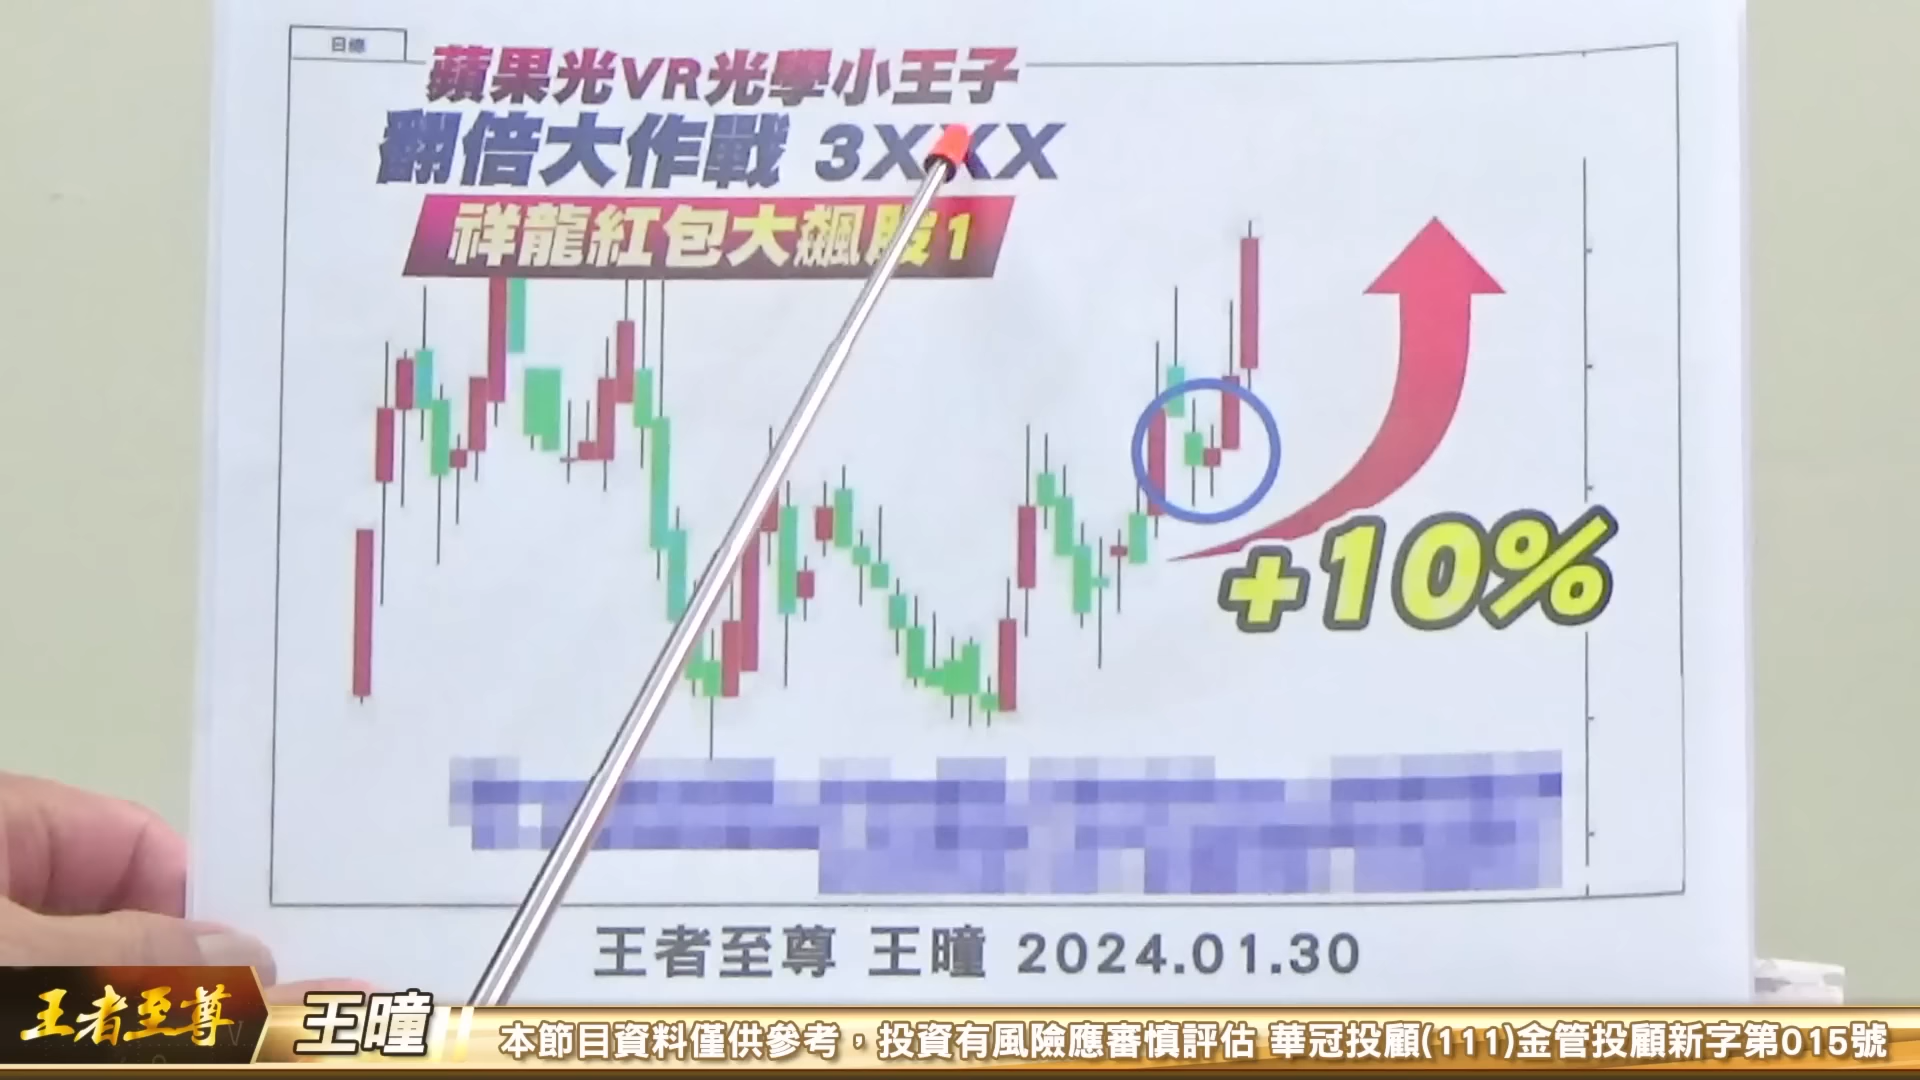 日線
蘋果光VR光學小王子
翻倍大作戰 3XXX
祥龍紅包大飆股1
+10%
王者至尊 王曈 2024.01.30
王者至尊
王曈
本節目資料僅供參考，投資有風險應審慎評估 華冠投顧(111)金管投顧新字第015號